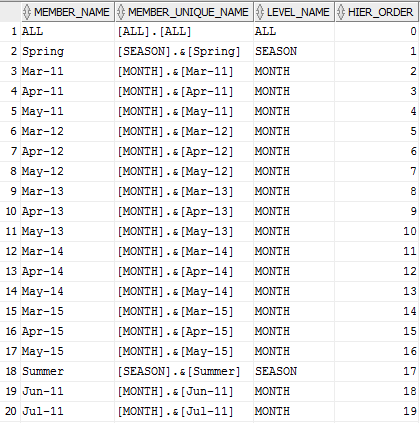 MEMBER_NAME MEMBER_UNIQUE_NAME LEVEL_NAME HIER_ORDER
1 ALL [ALL].[ALL] ALL 0
2 Spring [SEASON].&[Spring] SEASON 1
3 Mar-11 [MONTH].&[Mar-11] MONTH 2
4 Apr-11 [MONTH].&[Apr-11] MONTH 3
5 May-11 [MONTH].&[May-11] MONTH 4
6 Mar-12 [MONTH].&[Mar-12] MONTH 5
7 Apr-12 [MONTH].&[Apr-12] MONTH 6
8 May-12 [MONTH].&[May-12] MONTH 7
9 Mar-13 [MONTH].&[Mar-13] MONTH 8
10 Apr-13 [MONTH].&[Apr-13] MONTH 9
11 May-13 [MONTH].&[May-13] MONTH 10
12 Mar-14 [MONTH].&[Mar-14] MONTH 11
13 Apr-14 [MONTH].&[Apr-14] MONTH 12
14 May-14 [MONTH].&[May-14] MONTH 13
15 Mar-15 [MONTH].&[Mar-15] MONTH 14
16 Apr-15 [MONTH].&[Apr-15] MONTH 15
17 May-15 [MONTH].&[May-15] MONTH 16
18 Summer [SEASON].&[Summer] SEASON 17
19 Jun-11 [MONTH].&[Jun-11] MONTH 18
20 Jul-11 [MONTH].&[Jul-11] MONTH 19